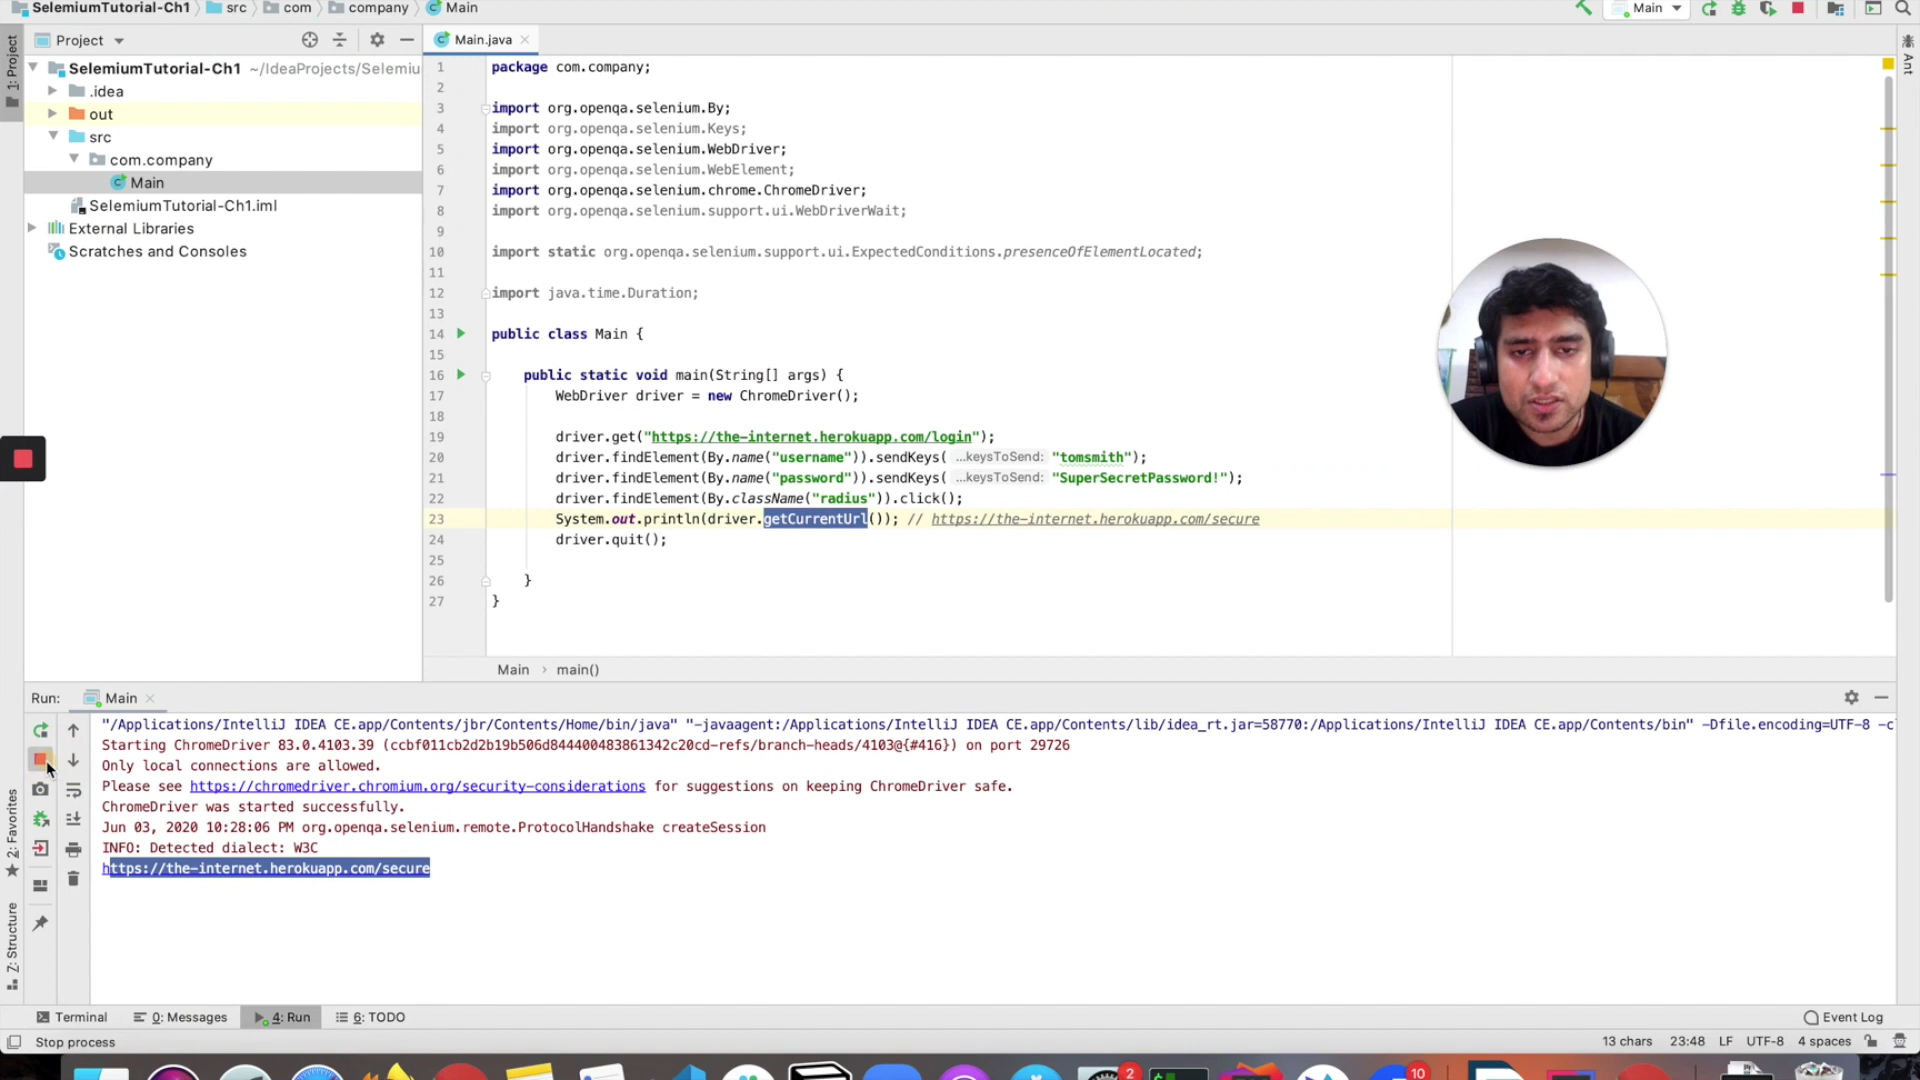 SelemiumTutorial-Ch1 src com company Main
Main
Project
Main.java
1: Project
Ant
SelemiumTutorial-Ch1 ~/IdeaProjects/Selemiu
.idea
out
src
com.company
Main
SelemiumTutorial-Ch1.iml
External Libraries
Scratches and Consoles
1 package com.company;
2
3 import org.openqa.selenium.By;
4 import org.openqa.selenium.Keys;
5 import org.openqa.selenium.WebDriver;
6 import org.openqa.selenium.WebElement;
7 import org.openqa.selenium.chrome.ChromeDriver;
8 import org.openqa.selenium.support.ui.WebDriverWait;
9
10 import static org.openqa.selenium.support.ui.ExpectedConditions.presenceOfElementLocated;
11
12 import java.time.Duration;
13
14 public class Main {
15
16 public static void main(String[] args) {
17 WebDriver driver = new ChromeDriver();
18
19 driver.get("https://the-internet.herokuapp.com/login");
20 driver.findElement(By.name("username")).sendKeys( ...keysToSend: "tomsmith");
21 driver.findElement(By.name("password")).sendKeys( ...keysToSend: "SuperSecretPassword!");
22 driver.findElement(By.className("radius")).click();
23 System.out.println(driver.getCurrentUrl()); // https://the-internet.herokuapp.com/secure
24 driver.quit();
25
26 }
27 }
Main main()
Run: Main
"/Applications/IntelliJ IDEA CE.app/Contents/jbr/Contents/Home/bin/java" "-javaagent:/Applications/IntelliJ IDEA CE.app/Contents/lib/idea_rt.jar=58770:/Applications/IntelliJ IDEA CE.app/Contents/bin" -Dfile.encoding=UTF-8 -c
Starting ChromeDriver 83.0.4103.39 (ccbf011cb2d2b19b506d844400483861342c20cd-refs/branch-heads/4103@{#416}) on port 29726
Only local connections are allowed.
Please see https://chromedriver.chromium.org/security-considerations for suggestions on keeping ChromeDriver safe.
ChromeDriver was started successfully.
Jun 03, 2020 10:28:06 PM org.openqa.selenium.remote.ProtocolHandshake createSession
INFO: Detected dialect: W3C
https://the-internet.herokuapp.com/secure
2: Favorites
Z: Structure
Terminal 0: Messages 4: Run 6: TODO Event Log
Stop process 13 chars 23:48 LF UTF-8 4 spaces
2
10